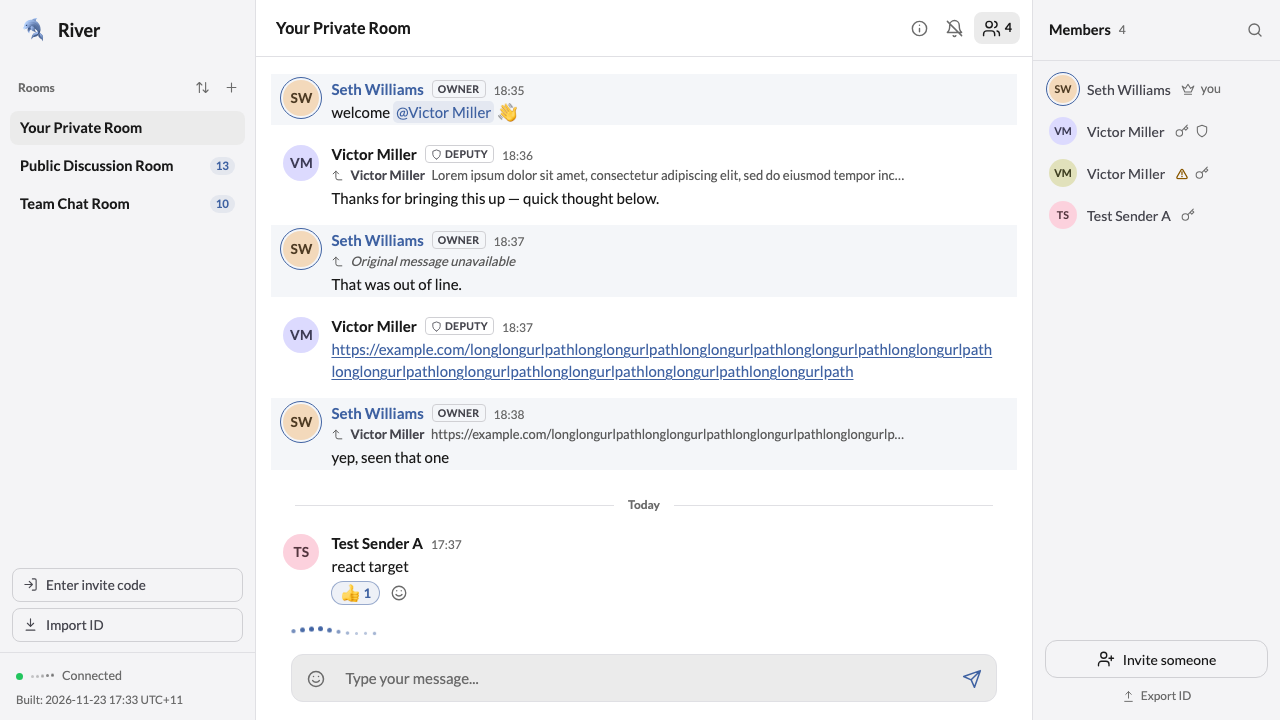 River
Rooms
Your Private Room
Public Discussion Room 13
Team Chat Room 10
Enter invite code
Import ID
Connected
Built: 2026-11-23 17:33 UTC+11
Your Private Room
4
SW
Seth Williams OWNER 18:35
welcome @Victor Miller 👋
VM
Victor Miller DEPUTY 18:36
Victor Miller Lorem ipsum dolor sit amet, consectetur adipiscing elit, sed do eiusmod tempor inc...
Thanks for bringing this up — quick thought below.
SW
Seth Williams OWNER 18:37
Original message unavailable
That was out of line.
VM
Victor Miller DEPUTY 18:37
https://example.com/longlongurlpathlonglongurlpathlonglongurlpathlonglongurlpathlonglongurlpath
longlongurlpathlonglongurlpathlonglongurlpathlonglongurlpathlonglongurlpath
SW
Seth Williams OWNER 18:38
Victor Miller https://example.com/longlongurlpathlonglongurlpathlonglongurlpathlonglongurlp...
yep, seen that one
Today
TS
Test Sender A 17:37
react target
👍 1
Type your message...
Members 4
SW Seth Williams you
VM Victor Miller
VM Victor Miller
TS Test Sender A
Invite someone
Export ID